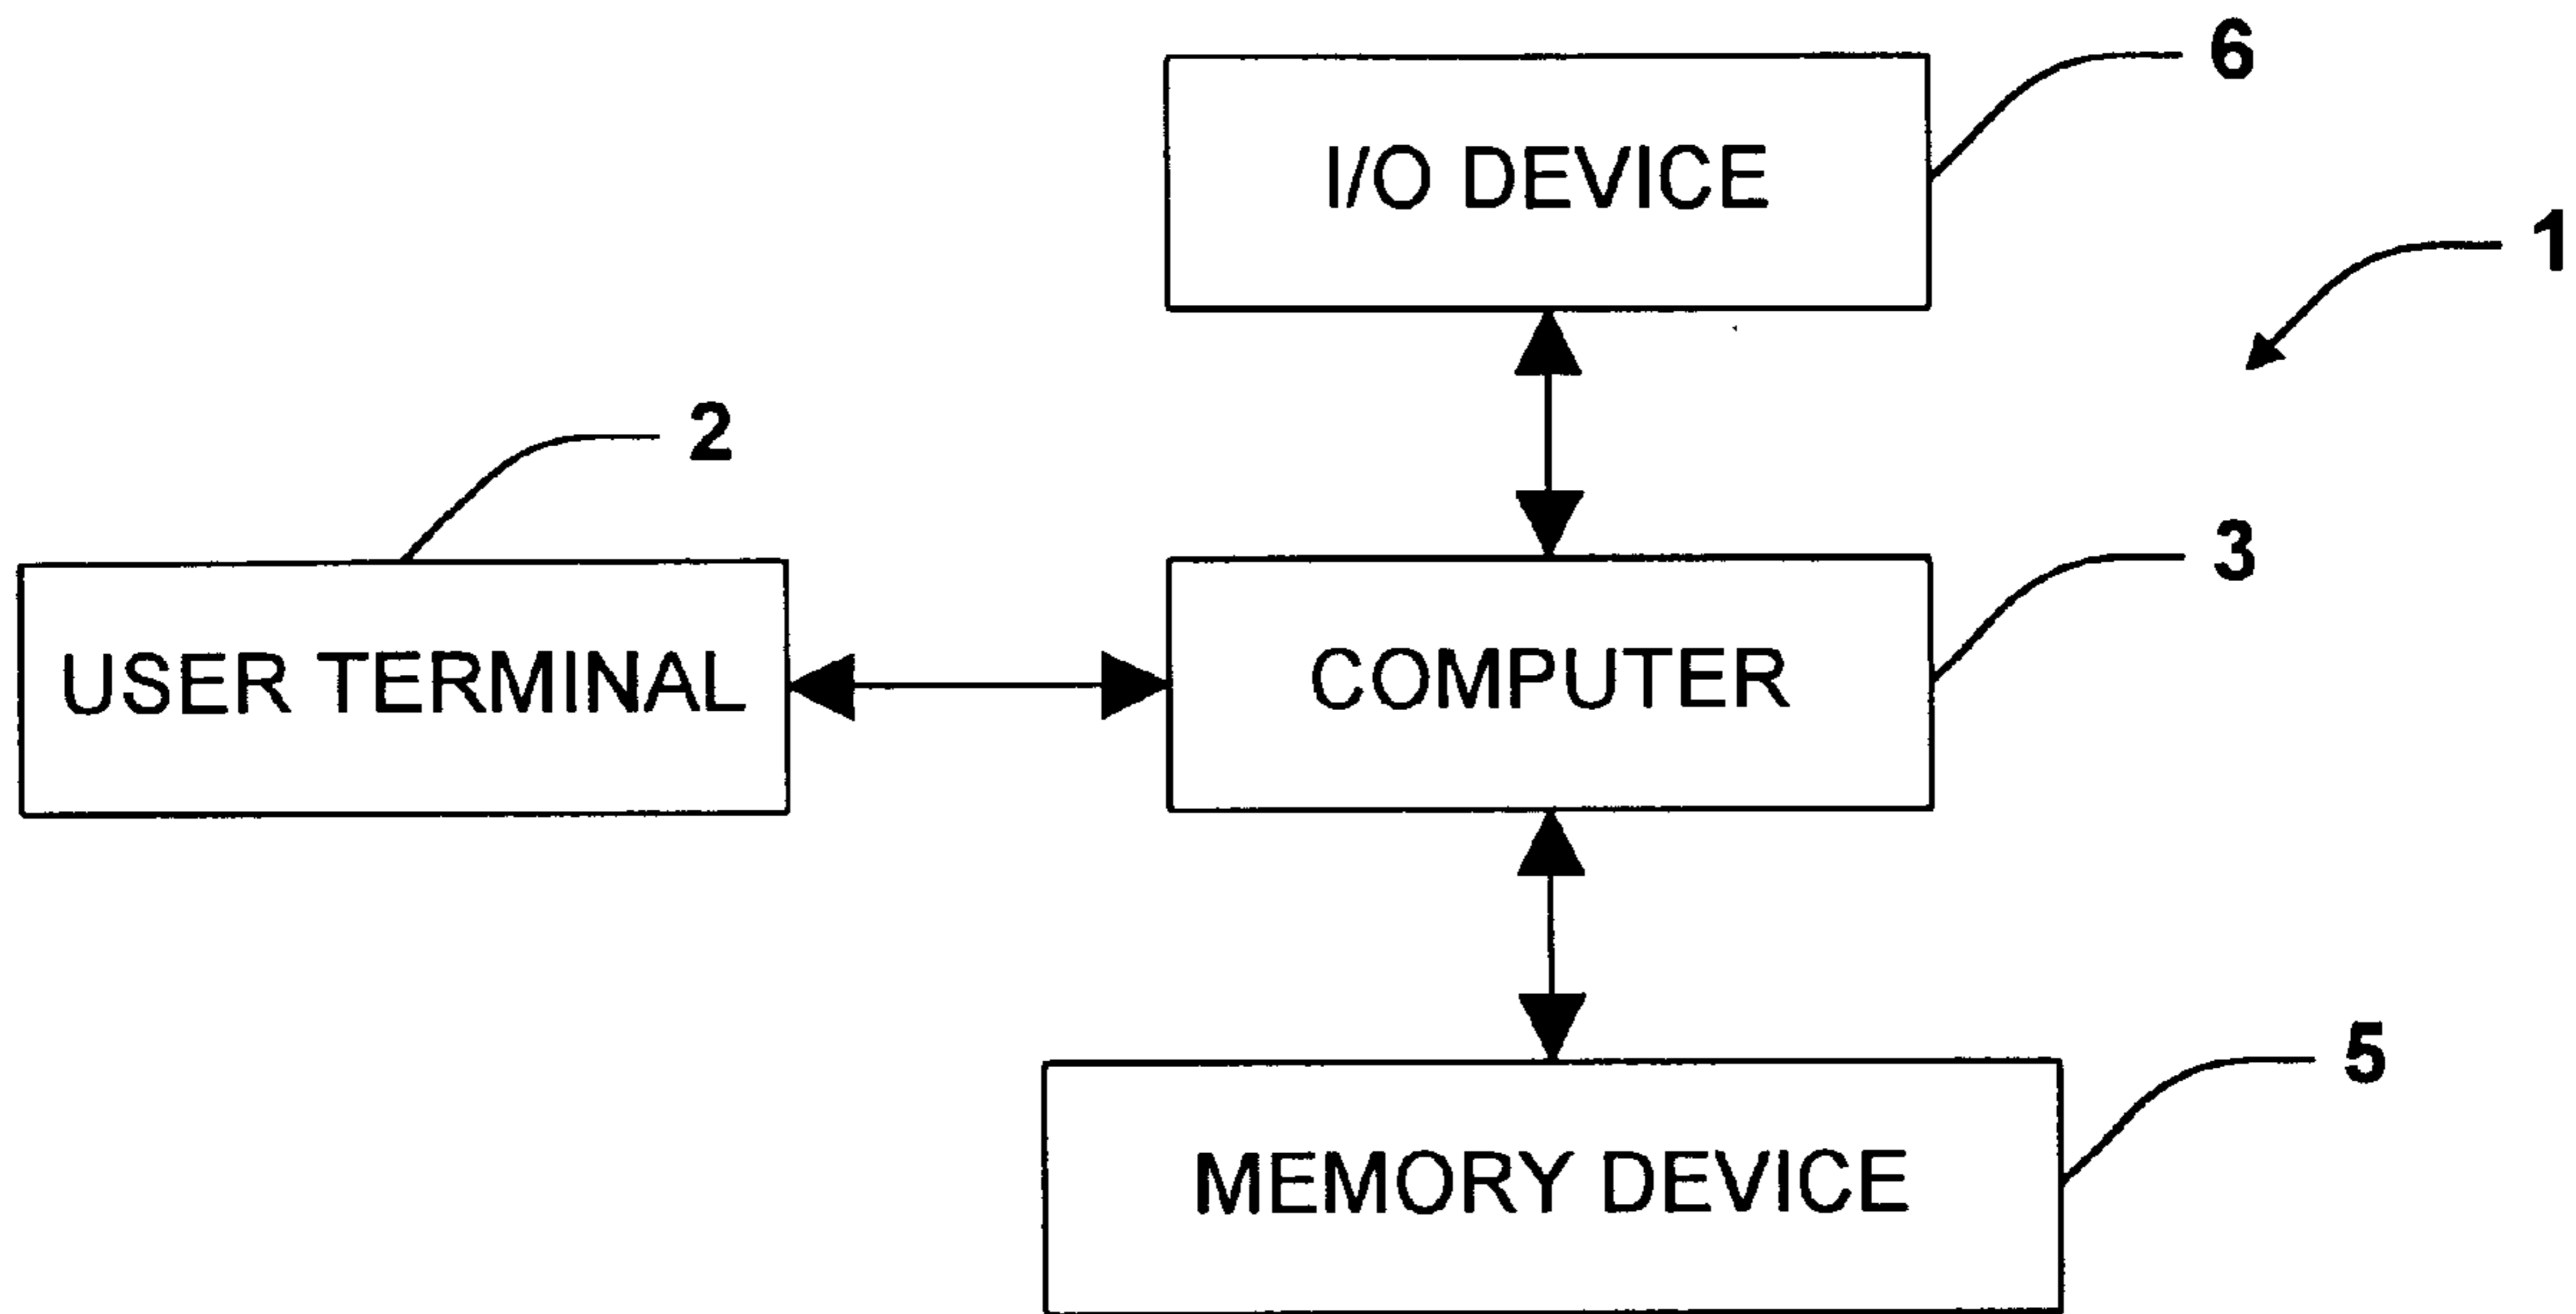 6
I/O DEVICE
1
2
3
USER TERMINAL
COMPUTER
5
MEMORY DEVICE